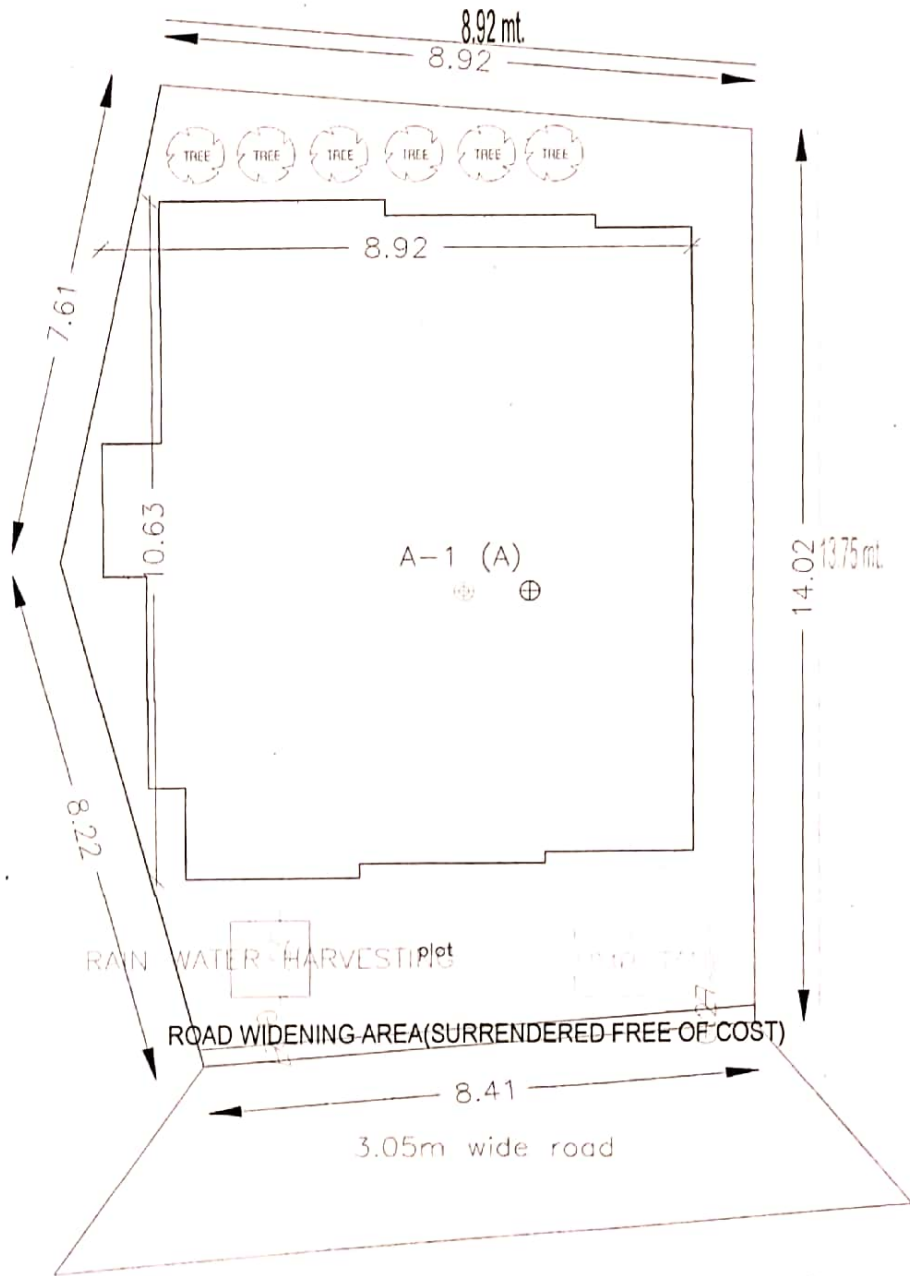 8.92 mt.
8.92
TREE TREE TREE TREE TREE TREE
8.92
7.61
10.63
A-1 (A)
14.02 13.75 mt.
8.22
RAIN WATER HARVESTING
plot
ROAD WIDENING AREA(SURRENDERED FREE OF COST)
8.41
3.05m wide road